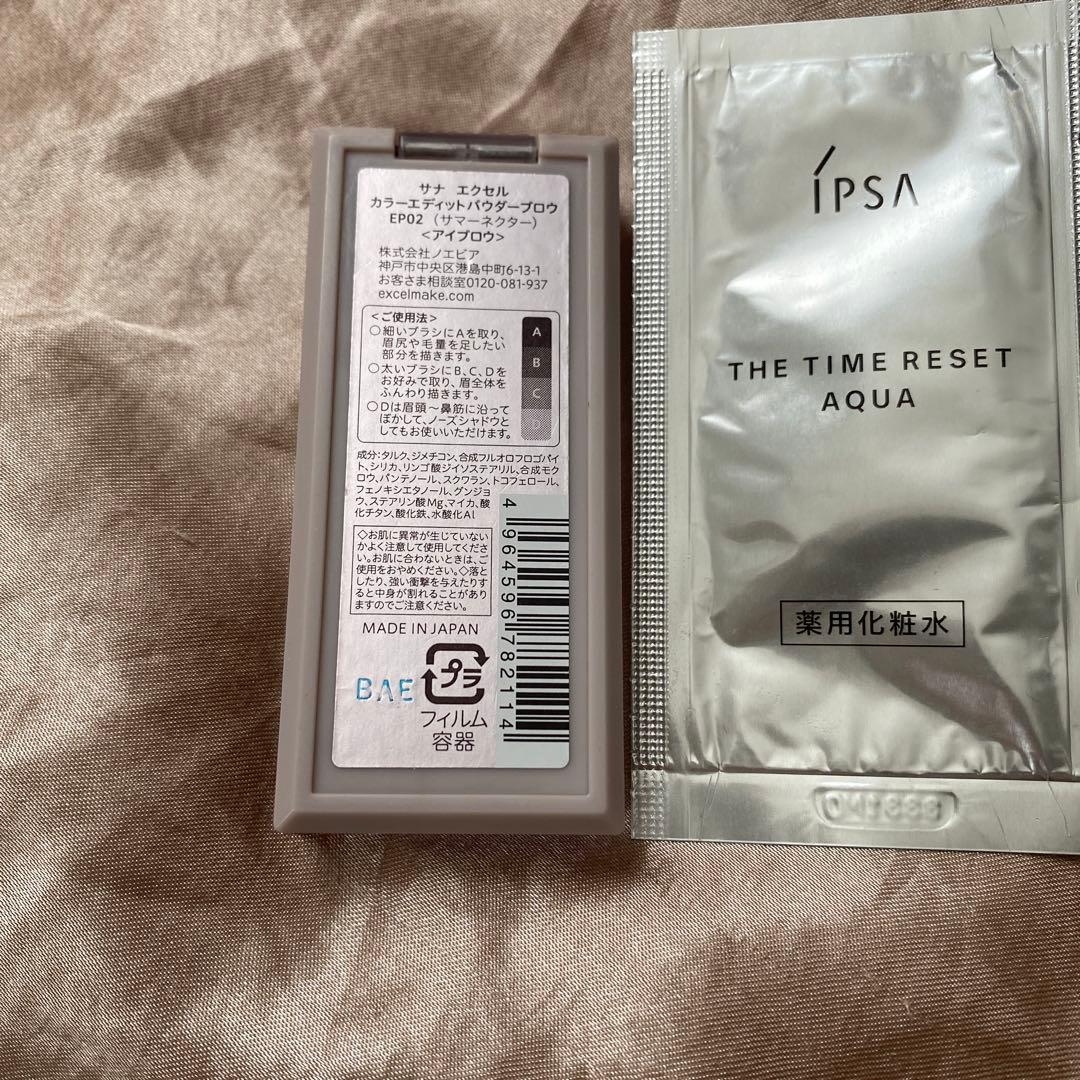 サナ エクセル
カラーエディットパウダーブロウ
EP02（サマーネクター）
<アイブロウ>
株式会社ノエビア
神戸市中央区港島中町6-13-1
お客さま相談室0120-081-937
excelmake.com
<ご使用法>
○細いブラシにAを取り、
眉尻や毛量を足したい
部分を描きます。
○太いブラシにB、C、Dを
お好みで取り、眉全体を
ふんわり描きます。
○Dは眉頭～鼻筋に沿って
ぼかして、ノーズシャドウと
してもお使いいただけます。
A
B
C
D
成分：タルク、ジメチコン、合成フルオロフロゴパイ
ト、シリカ、リンゴ酸ジイソステアリル、合成モク
ロウ、パンテノール、スクワラン、トコフェロール、
フェノキシエタノール、グンジョ
ウ、ステアリン酸Mg、マイカ、酸
化チタン、酸化鉄、水酸化Al
◇お肌に異常が生じていない
かよく注意して使用してくださ
い。お肌に合わないときは、ご
使用をおやめください。◇落と
したり、強い衝撃を与えたりす
ると中身が割れることがあり
ますのでご注意ください。
MADE IN JAPAN
BAE
プラ
フィルム
容器
4964596782114
IPSA
THE TIME RESET
AQUA
薬用化粧水